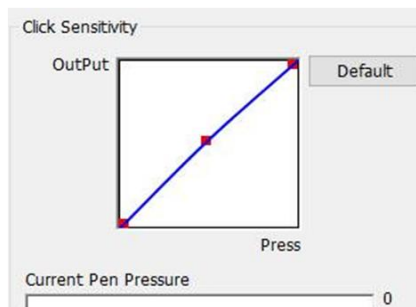 Click Sensitivity
OutPut
Default
Press
Current Pen Pressure
0